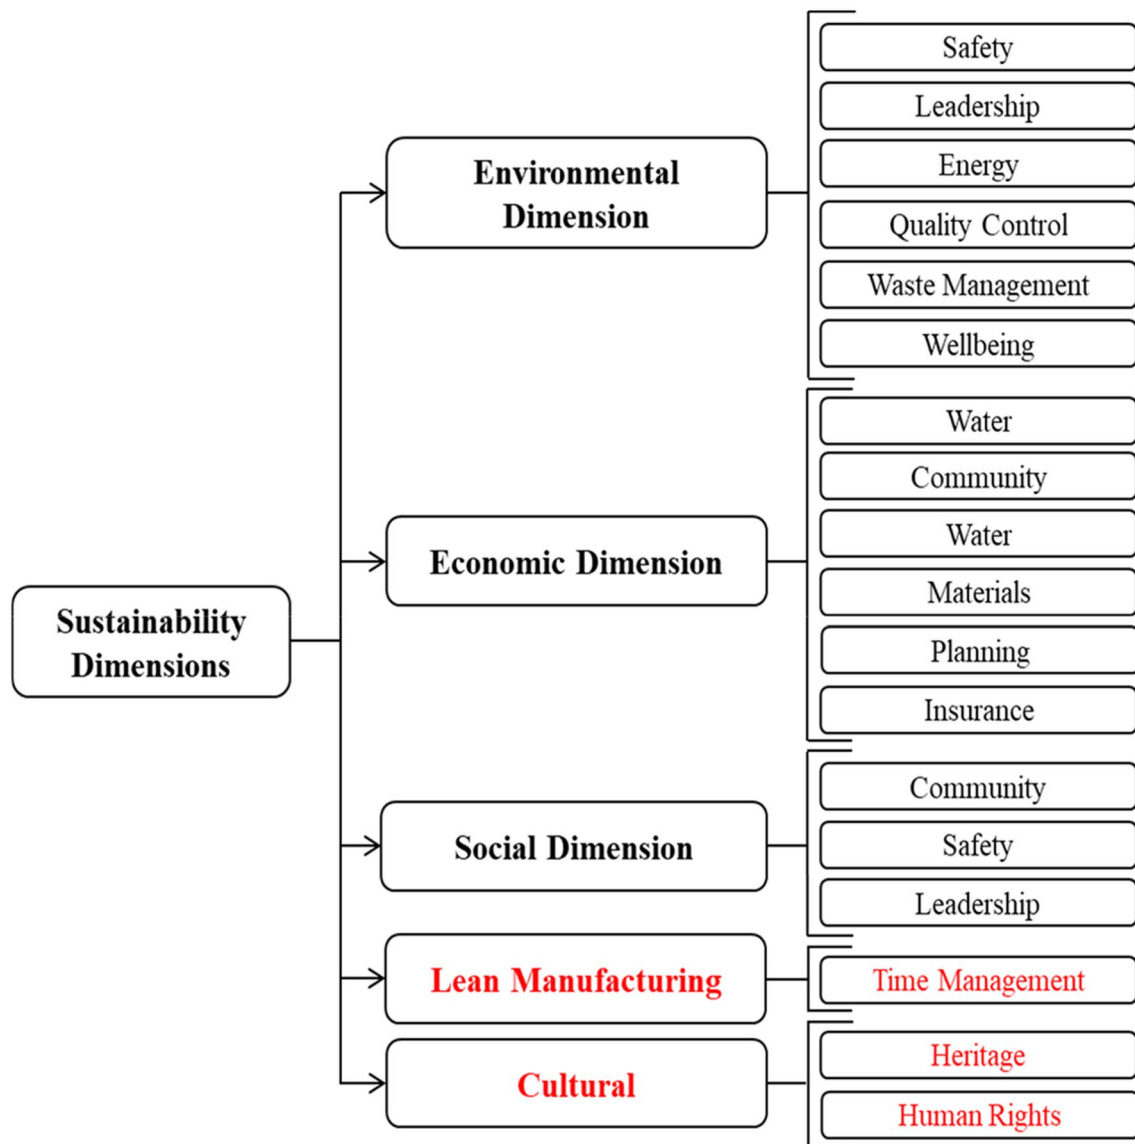 Sustainability
Dimensions
Environmental
Dimension
Safety
Leadership
Energy
Quality Control
Waste Management
Wellbeing
Economic Dimension
Water
Community
Water
Materials
Planning
Insurance
Social Dimension
Community
Safety
Leadership
Lean Manufacturing
Time Management
Cultural
Heritage
Human Rights